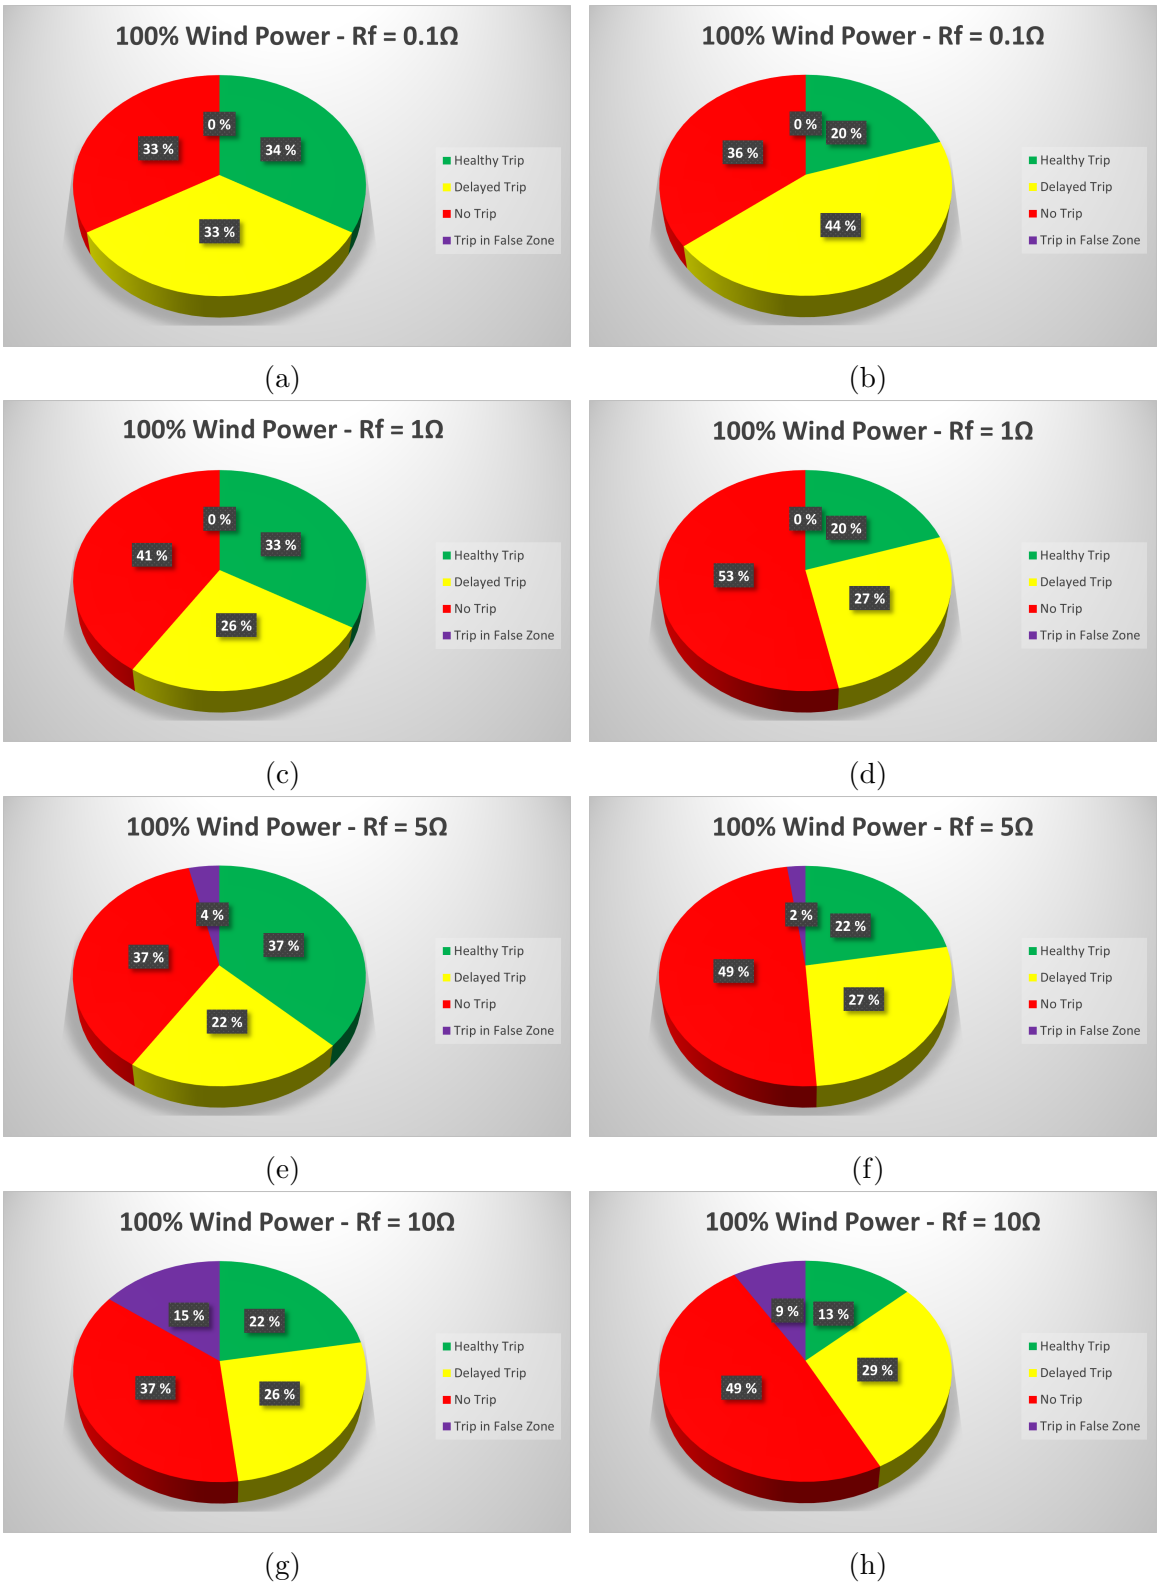 100% Wind Power - Rf = 0.1Ω
0 %
34 %
33 %
33 %
Healthy Trip
Delayed Trip
No Trip
Trip in False Zone
(a)
100% Wind Power - Rf = 0.1Ω
0 %
20 %
36 %
44 %
Healthy Trip
Delayed Trip
No Trip
Trip in False Zone
(b)
100% Wind Power - Rf = 1Ω
0 %
33 %
41 %
26 %
Healthy Trip
Delayed Trip
No Trip
Trip in False Zone
(c)
100% Wind Power - Rf = 1Ω
0 %
20 %
53 %
27 %
Healthy Trip
Delayed Trip
No Trip
Trip in False Zone
(d)
100% Wind Power - Rf = 5Ω
4 %
37 %
37 %
22 %
Healthy Trip
Delayed Trip
No Trip
Trip in False Zone
(e)
100% Wind Power - Rf = 5Ω
2 %
22 %
49 %
27 %
Healthy Trip
Delayed Trip
No Trip
Trip in False Zone
(f)
100% Wind Power - Rf = 10Ω
15 %
22 %
37 %
26 %
Healthy Trip
Delayed Trip
No Trip
Trip in False Zone
(g)
100% Wind Power - Rf = 10Ω
9 %
13 %
49 %
29 %
Healthy Trip
Delayed Trip
No Trip
Trip in False Zone
(h)